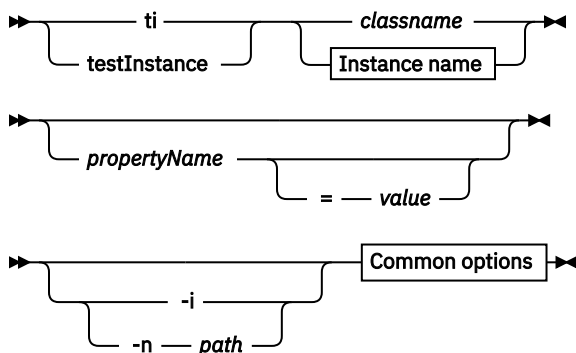 ti classname
testInstance Instance name
propertyName
= value
Common options
-i
-n path